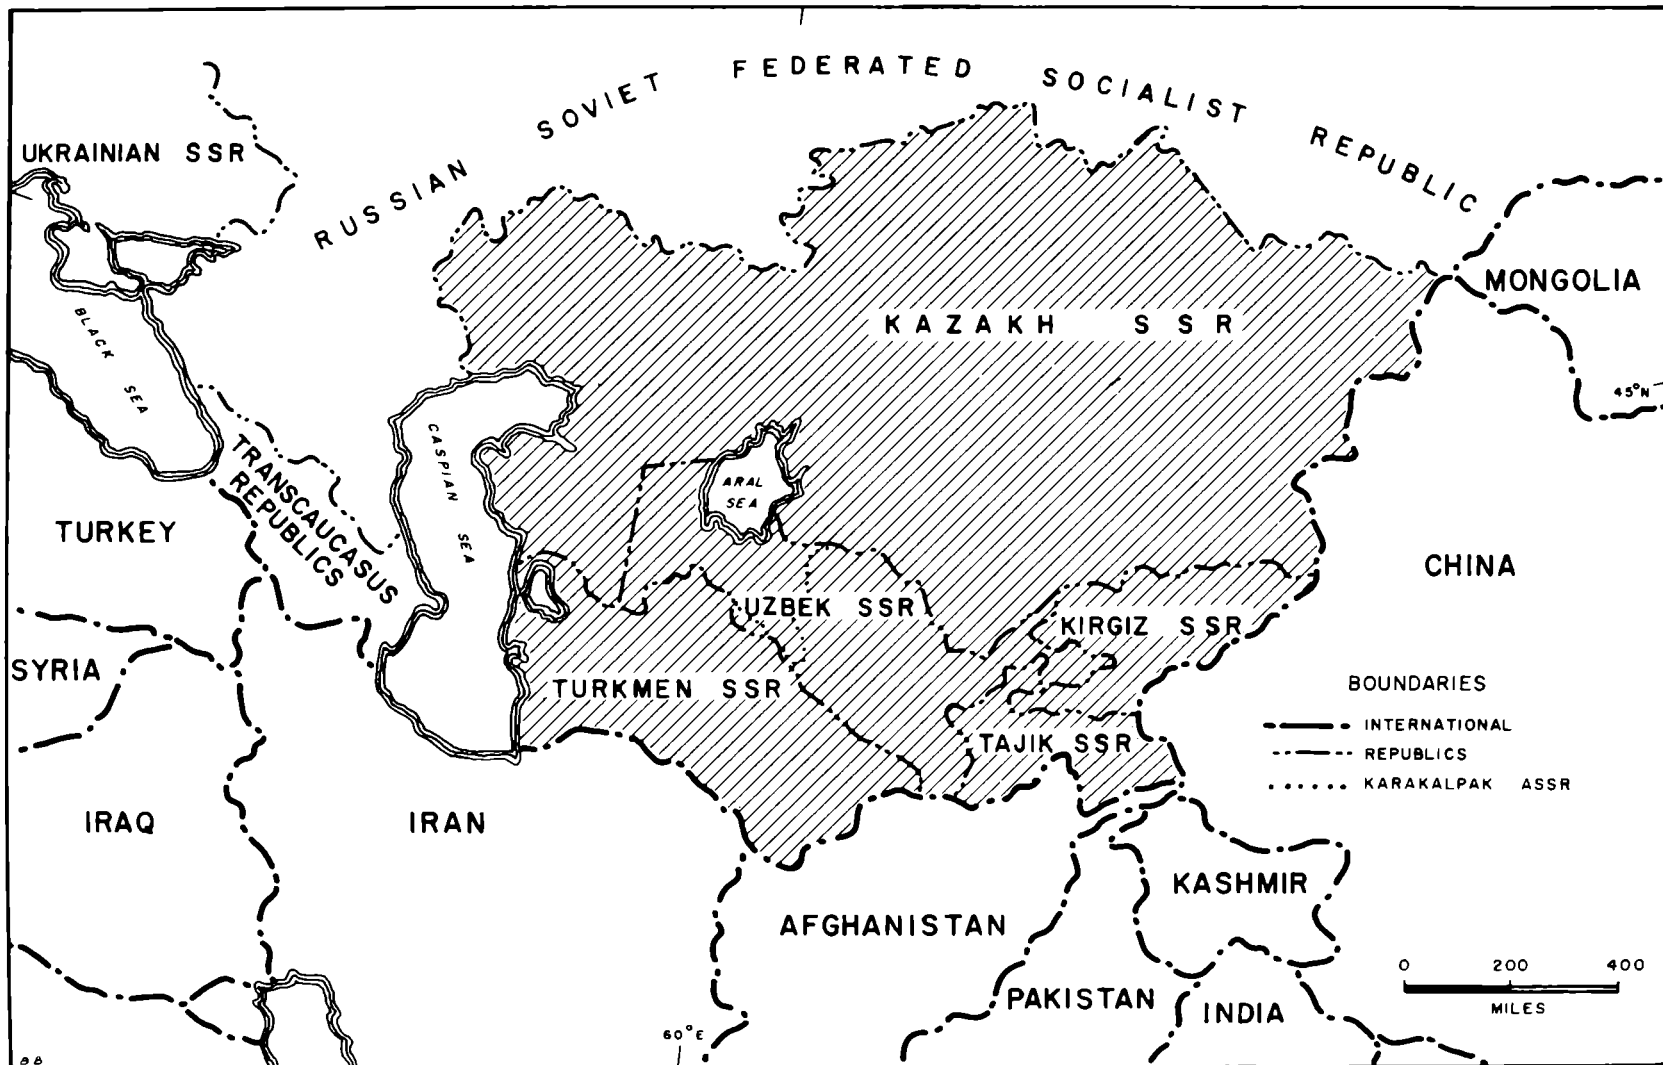 RUSSIAN SOVIET FEDERATED SOCIALIST REPUBLIC
UKRAINIAN SSR
MONGOLIA
KAZAKH SSR
BLACK SEA
45°N
CASPIAN SEA
TRANSCAUCASUS
REPUBLICS
ARAL
SEA
TURKEY
CHINA
UZBEK SSR
KIRGIZ SSR
SYRIA
TURKMEN SSR
BOUNDARIES
INTERNATIONAL
TAJIK SSR
REPUBLICS
KARAKALPAK ASSR
IRAQ
IRAN
KASHMIR
AFGHANISTAN
0 200 400
MILES
PAKISTAN
INDIA
60°E